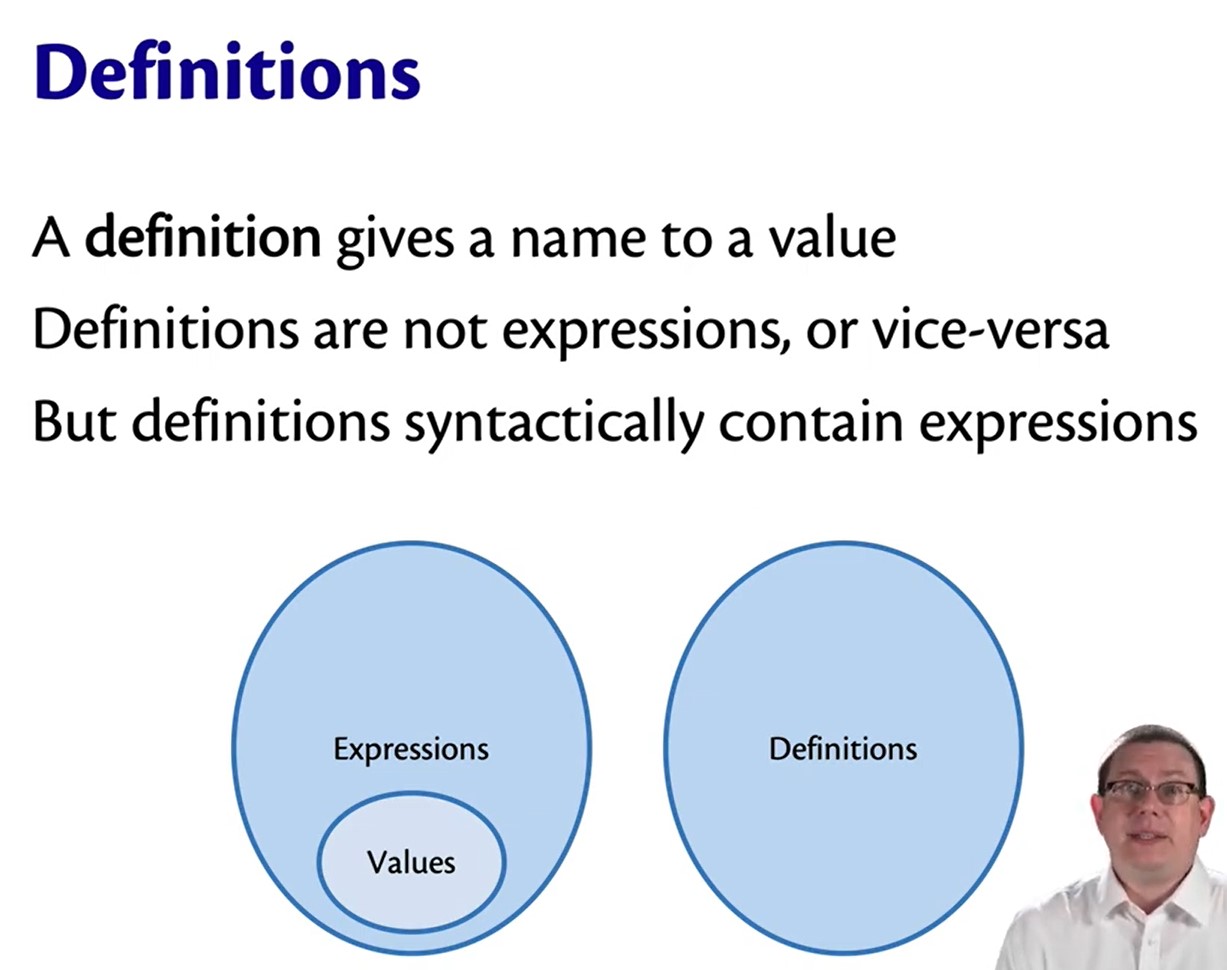 Definitions
A definition gives a name to a value
Definitions are not expressions, or vice-versa
But definitions syntactically contain expressions
Expressions
Definitions
Values